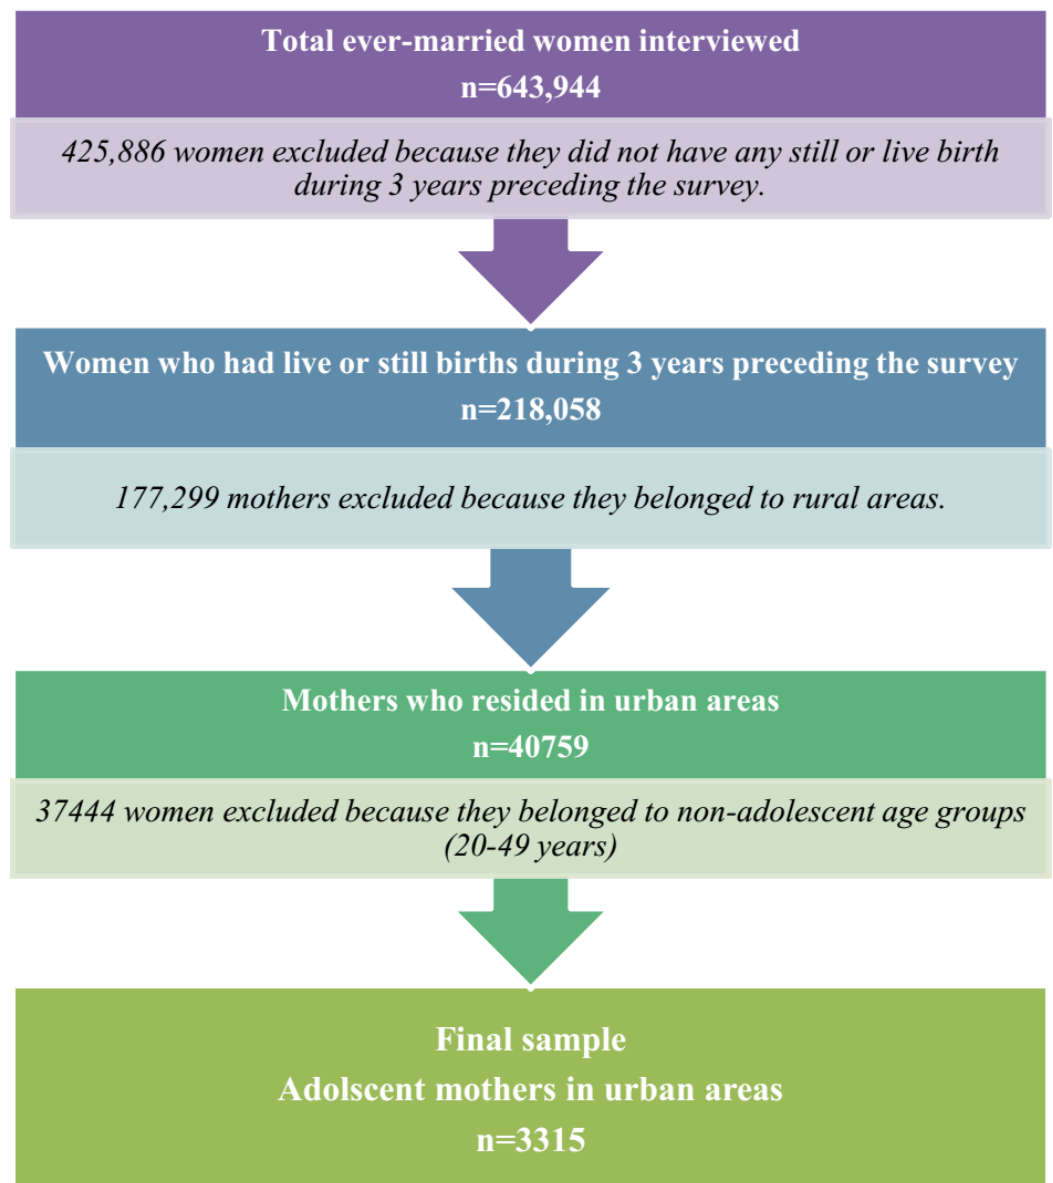 Total ever-married women interviewed
n=643,944
425,886 women excluded because they did not have any still or live birth
during 3 years preceding the survey.
Women who had live or still births during 3 years preceding the survey
n=218,058
177,299 mothers excluded because they belonged to rural areas.
Mothers who resided in urban areas
n=40759
37444 women excluded because they belonged to non-adolescent age groups
(20-49 years)
Final sample
Adolscent mothers in urban areas
n=3315